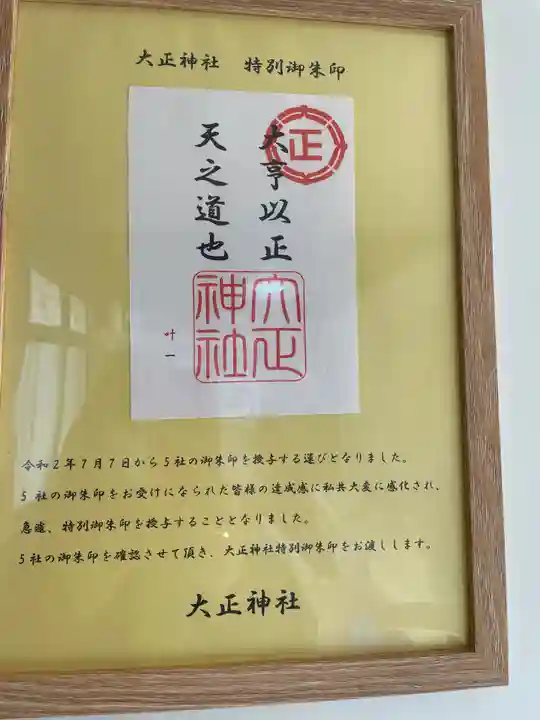 大正神社　特別御朱印
正
大亨以正
天之道也
大正
神社
叶一
令和2年7月7日から5社の御朱印を授与する運びとなりました。
5社の御朱印をお受けになられた皆様の達成感に私共大変に感化され、
急遽、特別御朱印を授与することとなりました。
5社の御朱印を確認させて頂き、大正神社特別御朱印をお渡しします。
大正神社